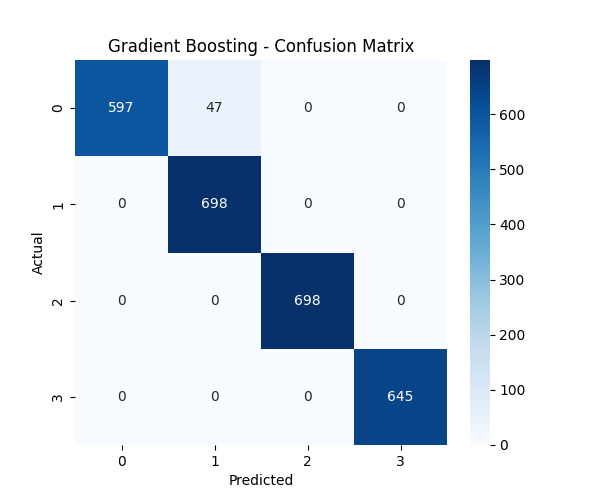 Gradient Boosting - Confusion Matrix
0 597 47 0 0
1 0 698 0 0
2 0 0 698 0
3 0 0 0 645
0 1 2 3
Actual
Predicted
600
500
400
300
200
100
0